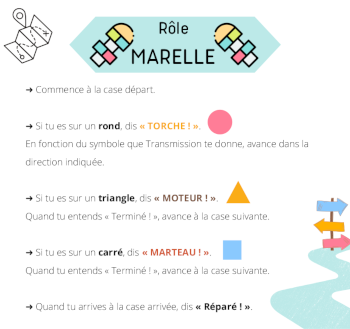 Rôle
MARELLE
➔ Commence à la case départ.
➔ Si tu es sur un rond, dis « TORCHE ! ».
En fonction du symbole que Transmission te donne, avance dans la
direction indiquée.
➔ Si tu es sur un triangle, dis « MOTEUR ! ».
Quand tu entends « Terminé ! », avance à la case suivante.
➔ Si tu es sur un carré, dis « MARTEAU ! ».
Quand tu entends « Terminé ! », avance à la case suivante.
➔ Quand tu arrives à la case arrivée, dis « Réparé ! ».